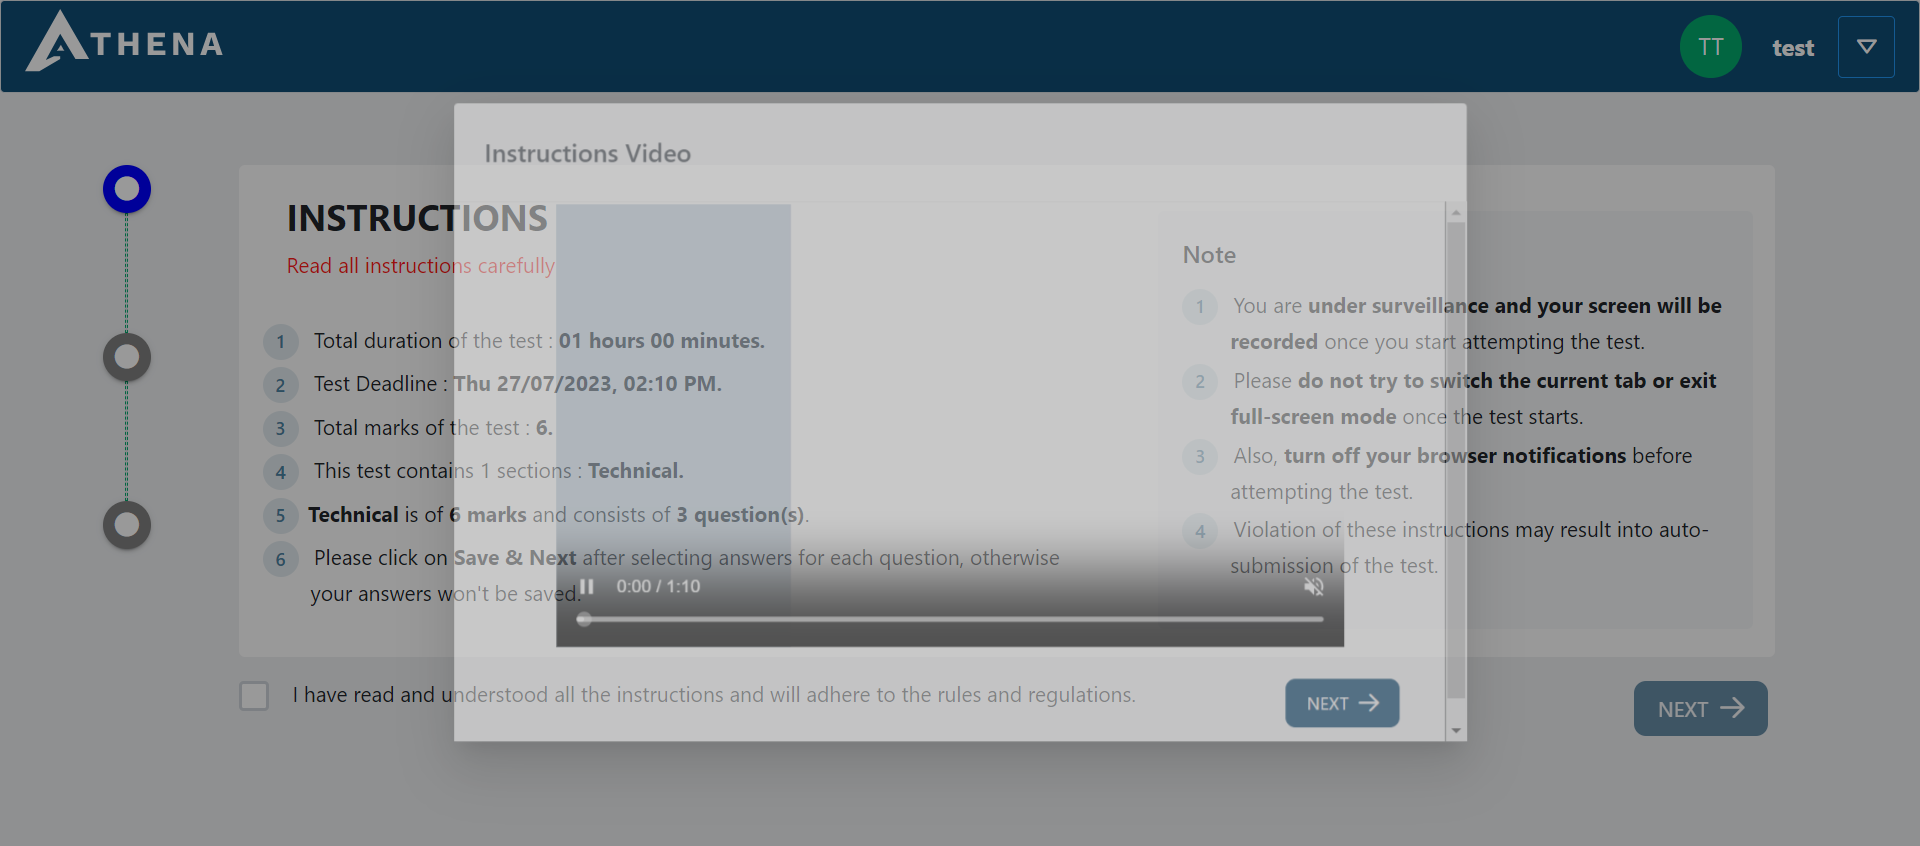 ATHENA
TT
test
Instructions Video
INSTRUCTIONS
Read all instructions carefully
1 Total duration of the test : 01 hours 00 minutes.
2 Test Deadline : Thu 27/07/2023, 02:10 PM.
3 Total marks of the test : 6.
4 This test contains 1 sections : Technical.
5 Technical is of 6 marks and consists of 3 question(s).
6 Please click on Save & Next after selecting answers for each question, otherwise
your answers won't be saved.
Note
1 You are under surveillance and your screen will be
recorded once you start attempting the test.
2 Please do not try to switch the current tab or exit
full-screen mode once the test starts.
3 Also, turn off your browser notifications before
attempting the test.
4 Violation of these instructions may result into auto-
submission of the test.
0:00 / 1:10
I have read and understood all the instructions and will adhere to the rules and regulations.
NEXT
NEXT